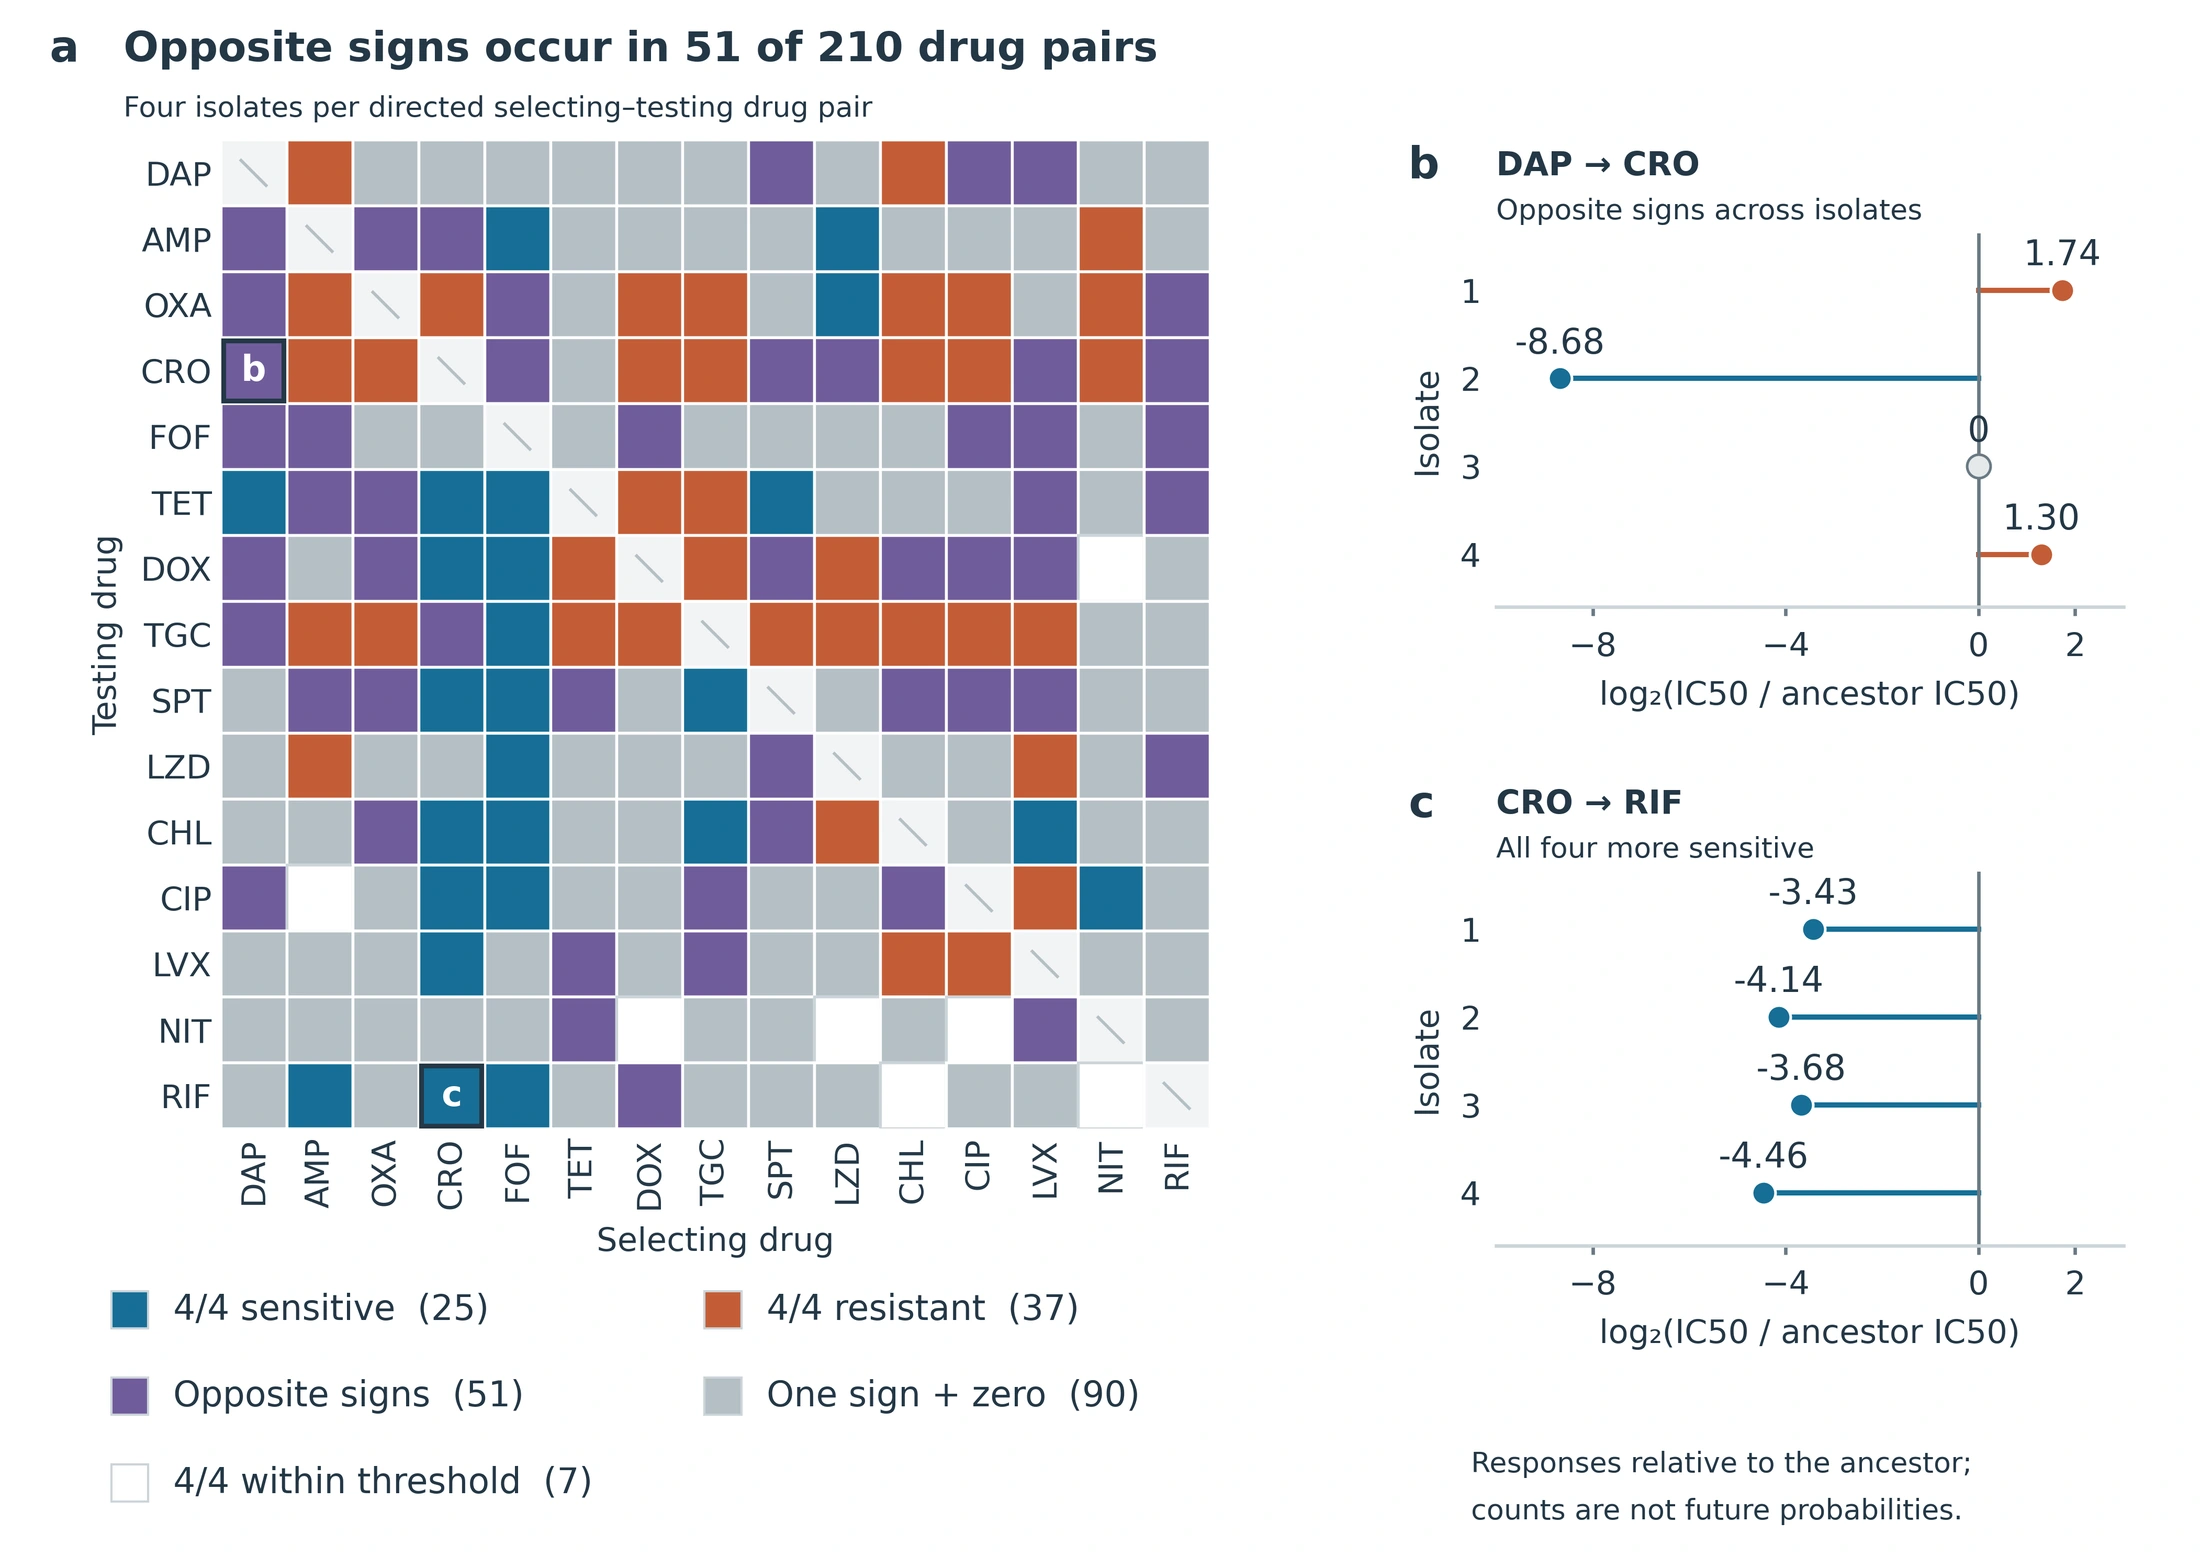 a Opposite signs occur in 51 of 210 drug pairs
Four isolates per directed selecting–testing drug pair
Testing drug
DAP
AMP
OXA
CRO
FOF
TET
DOX
TGC
SPT
LZD
CHL
CIP
LVX
NIT
RIF
b
c
DAP AMP OXA CRO FOF TET DOX TGC SPT LZD CHL CIP LVX NIT RIF
Selecting drug
4/4 sensitive (25)
4/4 resistant (37)
Opposite signs (51)
One sign + zero (90)
4/4 within threshold (7)
b DAP → CRO
Opposite signs across isolates
Isolate
1 1.74
2 -8.68
3 0
4 1.30
−8 −4 0 2
log₂(IC50 / ancestor IC50)
c CRO → RIF
All four more sensitive
Isolate
1 -3.43
2 -4.14
3 -3.68
4 -4.46
−8 −4 0 2
log₂(IC50 / ancestor IC50)
Responses relative to the ancestor;
counts are not future probabilities.